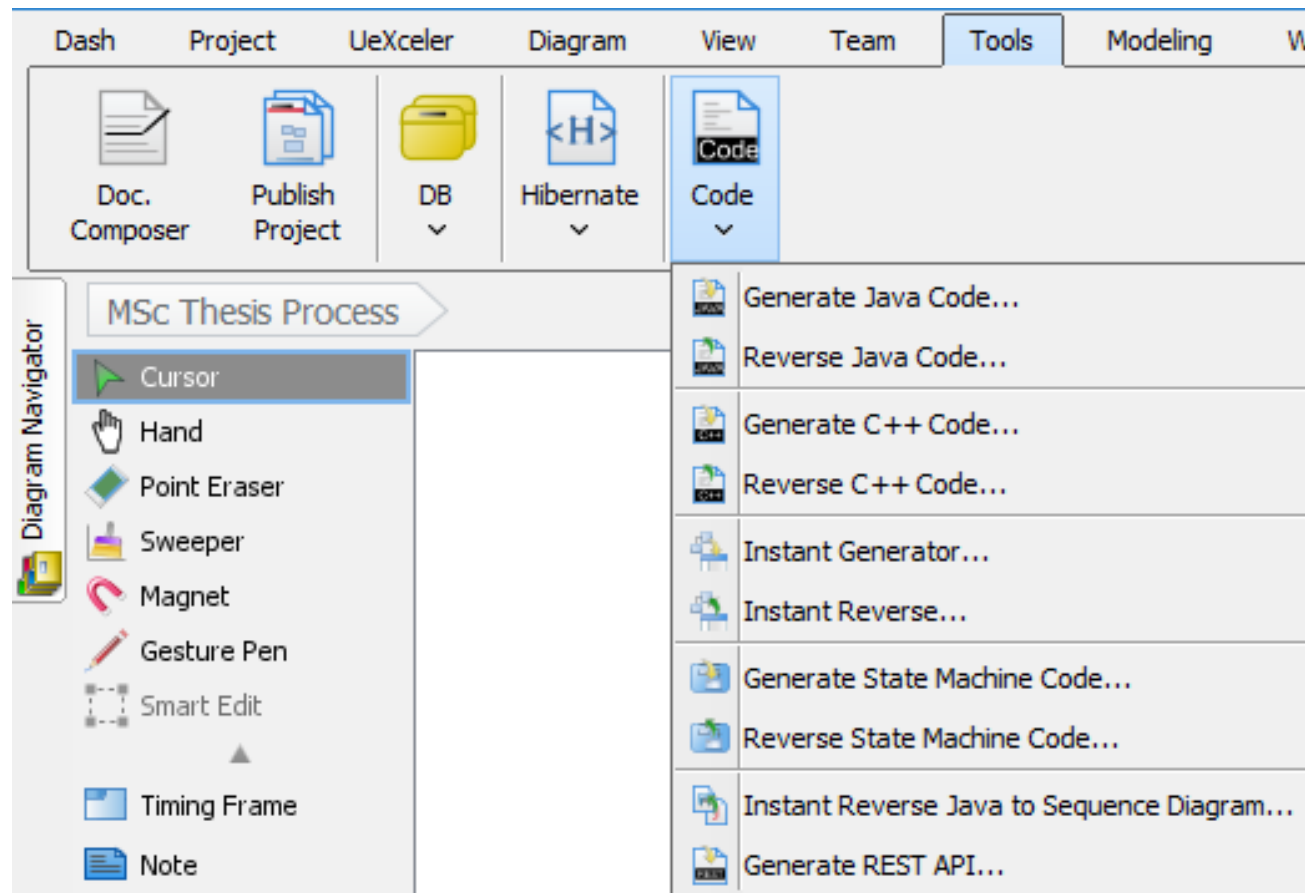 Dash Project UeXceler Diagram View Team Tools Modeling W
<H>
Code
Doc.
Composer
Publish
Project
DB
Hibernate
Code
Diagram Navigator
MSc Thesis Process
Cursor
Hand
Point Eraser
Sweeper
Magnet
Gesture Pen
Smart Edit
Timing Frame
Note
Generate Java Code...
Reverse Java Code...
Generate C++ Code...
Reverse C++ Code...
Instant Generator...
Instant Reverse...
Generate State Machine Code...
Reverse State Machine Code...
Instant Reverse Java to Sequence Diagram...
Generate REST API...